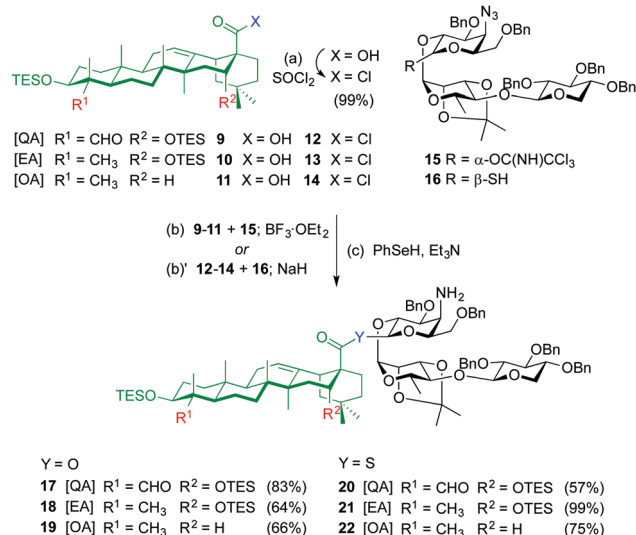 O X
TESO R¹ R²
(a) X = OH
SOCl2 X = Cl
(99%)
N3
BnO OBn
R O O
O O O BnO OBn
O O O OBn
[QA] R¹ = CHO R² = OTES 9 X = OH 12 X = Cl
[EA] R¹ = CH3 R² = OTES 10 X = OH 13 X = Cl
[OA] R¹ = CH3 R² = H 11 X = OH 14 X = Cl
15 R = α-OC(NH)CCl3
16 R = β-SH
(b) 9-11 + 15; BF3·OEt2
or
(b)' 12-14 + 16; NaH
(c) PhSeH, Et3N
NH2
BnO OBn
O Y O O
O O O BnO OBn
O O O OBn
TESO R¹ R²
Y = O
17 [QA] R¹ = CHO R² = OTES (83%)
18 [EA] R¹ = CH3 R² = OTES (64%)
19 [OA] R¹ = CH3 R² = H (66%)
Y = S
20 [QA] R¹ = CHO R² = OTES (57%)
21 [EA] R¹ = CH3 R² = OTES (99%)
22 [OA] R¹ = CH3 R² = H (75%)